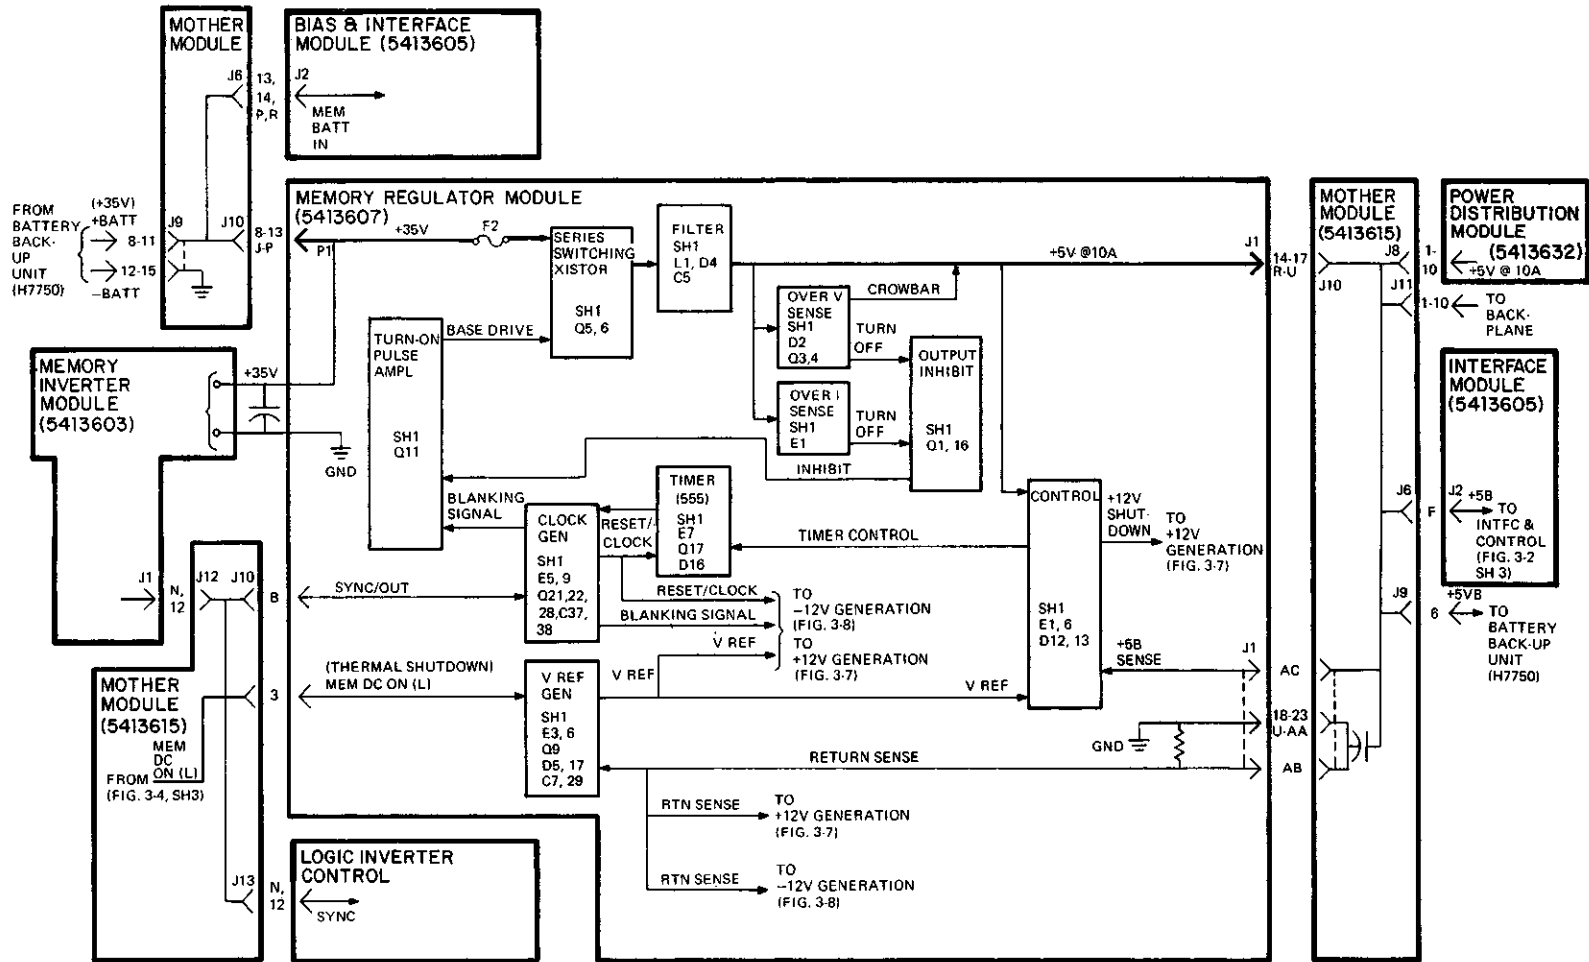 MOTHER
MODULE
J6
13,
14,
P,R
BIAS & INTERFACE
MODULE (5413605)
J2
MEM
BATT
IN
FROM
BATTERY
BACK-
UP
UNIT
(H7750)
(+35V)
+BATT
8-11
12-15
-BATT
J9
J10
8-13
J-P
MEMORY REGULATOR MODULE
(5413607)
P1
+35V
F2
SERIES
SWITCHING
XISTOR
SH1
Q5, 6
FILTER
SH1
L1, D4
C5
+5V @10A
J1
14-17
R-U
CROWBAR
OVER V
SENSE
SH1
D2
Q3,4
TURN
OFF
OVER I
SENSE
SH1
E1
TURN
OFF
OUTPUT
INHIBIT
SH1
Q1, 16
INHIBIT
TURN-ON
PULSE
AMPL
SH1
Q11
BASE DRIVE
MEMORY
INVERTER
MODULE
(5413603)
+35V
GND
BLANKING
SIGNAL
CLOCK
GEN
SH1
E5, 9
Q21,22,
28,C37,
38
RESET/
CLOCK
TIMER
(555)
SH1
E7
Q17
D16
TIMER CONTROL
CONTROL
SH1
E1, 6
D12, 13
+12V
SHUT-
DOWN
TO
+12V
GENERATION
(FIG. 3-7)
J1
N,
12
J12
J10
B
SYNC/OUT
RESET/CLOCK
BLANKING SIGNAL
TO
-12V GENERATION
(FIG. 3-8)
V REF
TO
+12V GENERATION
(FIG. 3-7)
MOTHER
MODULE
(5413615)
MEM
DC
ON (L)
FROM
(FIG. 3-4, SH3)
3
(THERMAL SHUTDOWN)
MEM DC ON (L)
V REF
GEN
SH1
E3, 6
Q9
D5, 17
C7, 29
V REF
V REF
+5B
SENSE
J1
AC
18-23
U-AA
GND
RETURN SENSE
AB
RTN SENSE
TO
+12V GENERATION
(FIG. 3-7)
RTN SENSE
TO
-12V GENERATION
(FIG. 3-8)
J13
N,
12
LOGIC INVERTER
CONTROL
SYNC
MOTHER
MODULE
(5413615)
J10
J8
1-
10
J11
1-10
TO
BACK-
PLANE
POWER
DISTRIBUTION
MODULE
(5413632)
+5V @ 10A
INTERFACE
MODULE
(5413605)
J6
F
J2
+5B
TO
INTFC &
CONTROL
(FIG. 3-2
SH 3)
J9
6
+5VB
TO
BATTERY
BACK-UP
UNIT
(H7750)